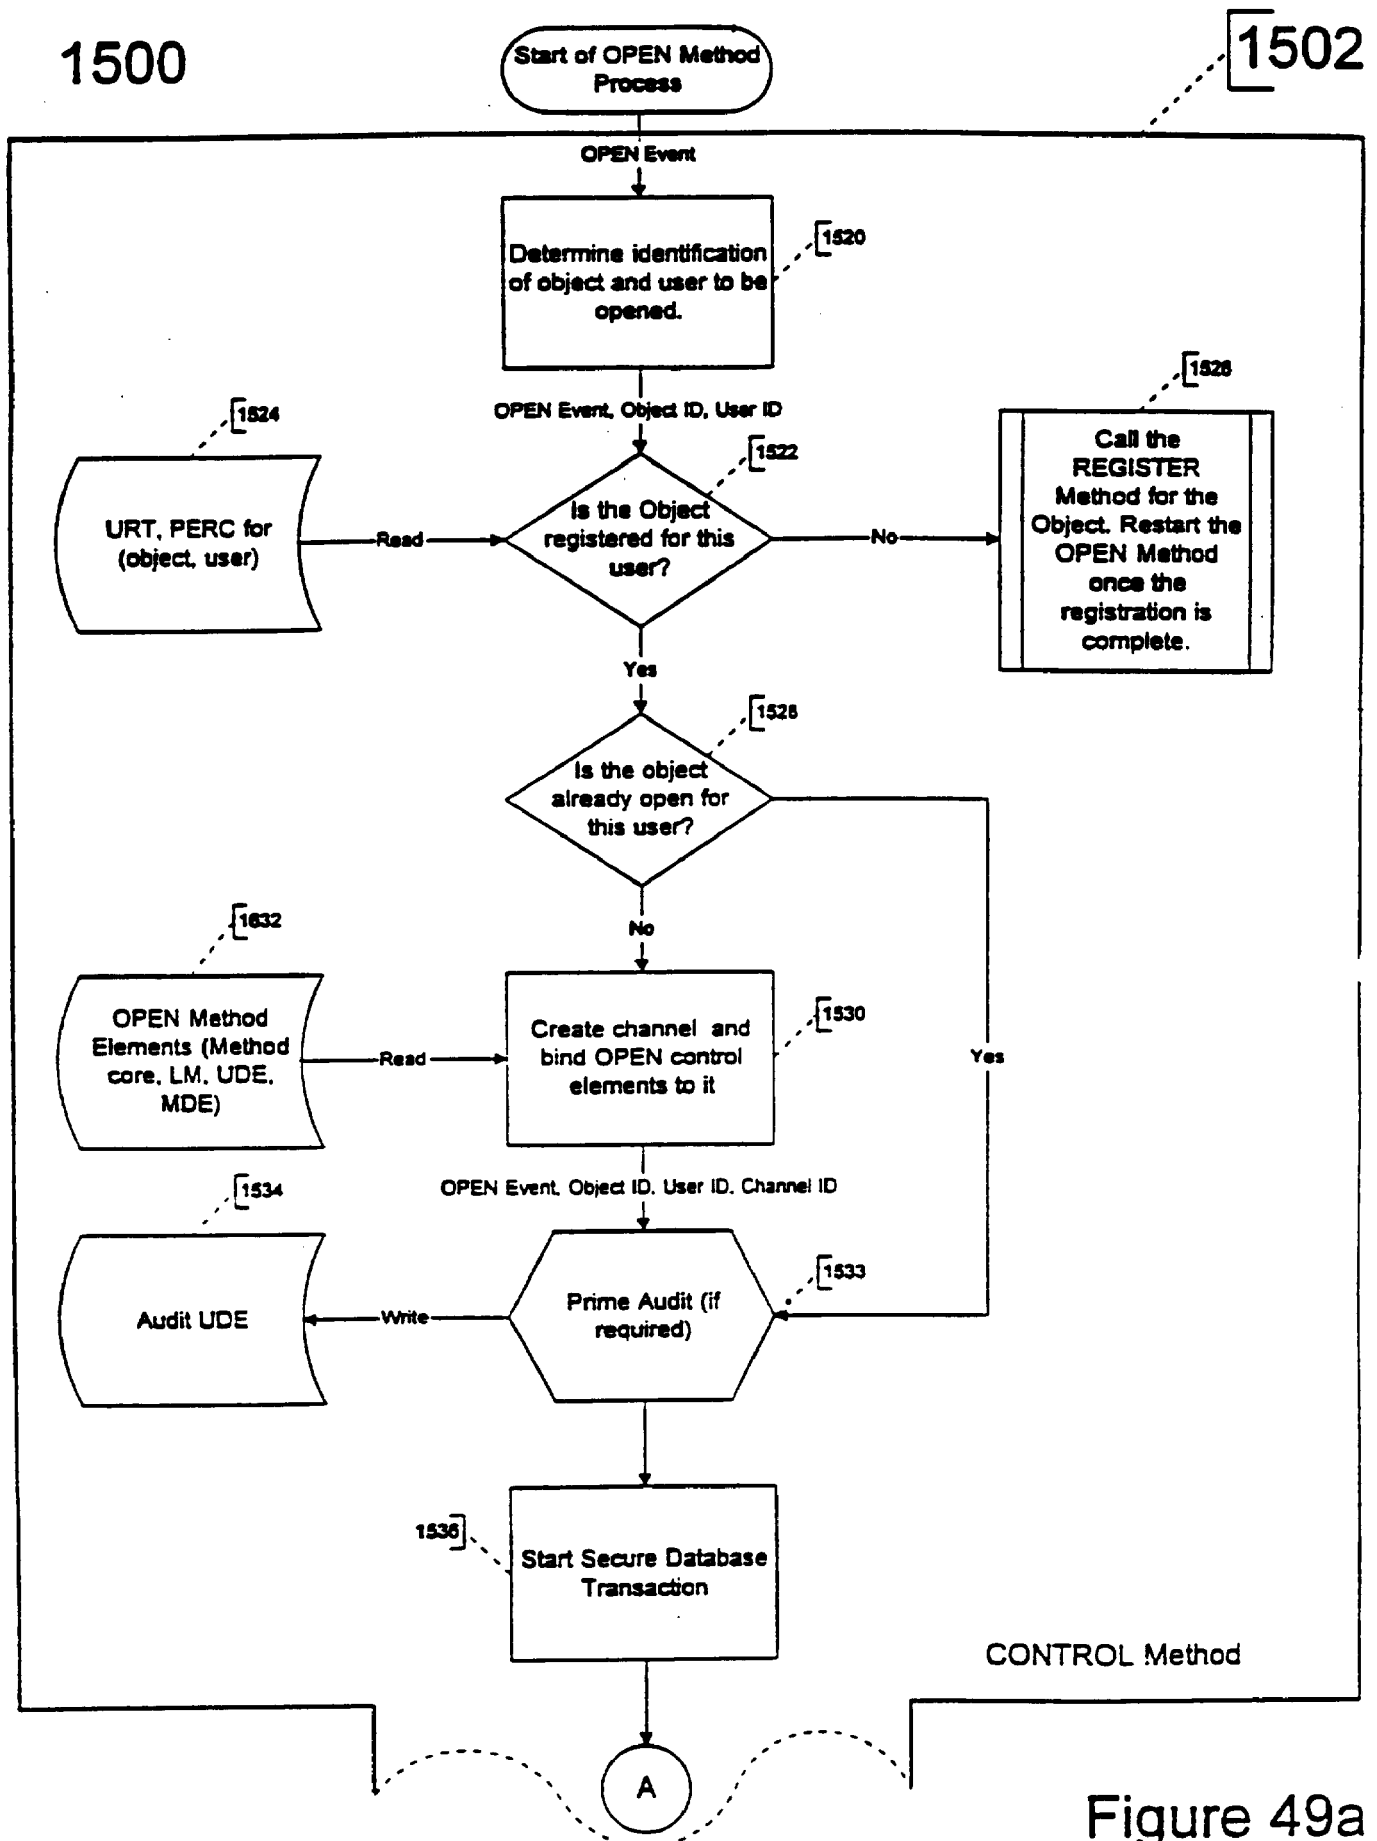 1500
1502
Start of OPEN Method
Process
OPEN Event
1520
Determine identification
of object and user to be
opened.
OPEN Event, Object ID, User ID
1526
1524
1522
URT, PERC for
(object, user)
Read
Is the Object
registered for this
user?
No
Call the
REGISTER
Method for the
Object. Restart the
OPEN Method
once the
registration is
complete.
Yes
1528
Is the object
already open for
this user?
No
Yes
1632
OPEN Method
Elements (Method
core, LM, UDE,
MDE)
Read
1530
Create channel and
bind OPEN control
elements to it
OPEN Event, Object ID, User ID, Channel ID
1534
1533
Audit UDE
Write
Prime Audit (if
required)
1536
Start Secure Database
Transaction
CONTROL Method
A
Figure 49a